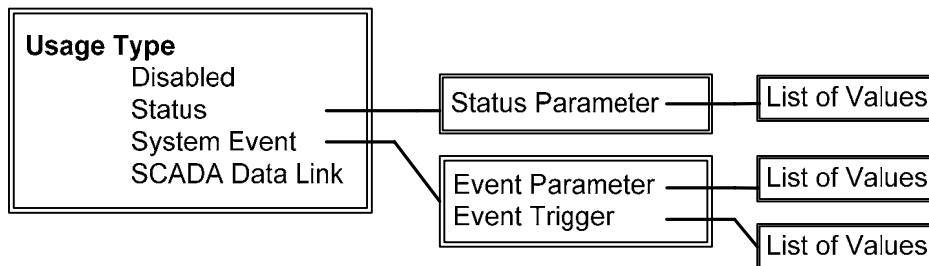 Usage Type
Disabled
Status
System Event
SCADA Data Link
Status Parameter
List of Values
Event Parameter
Event Trigger
List of Values
List of Values